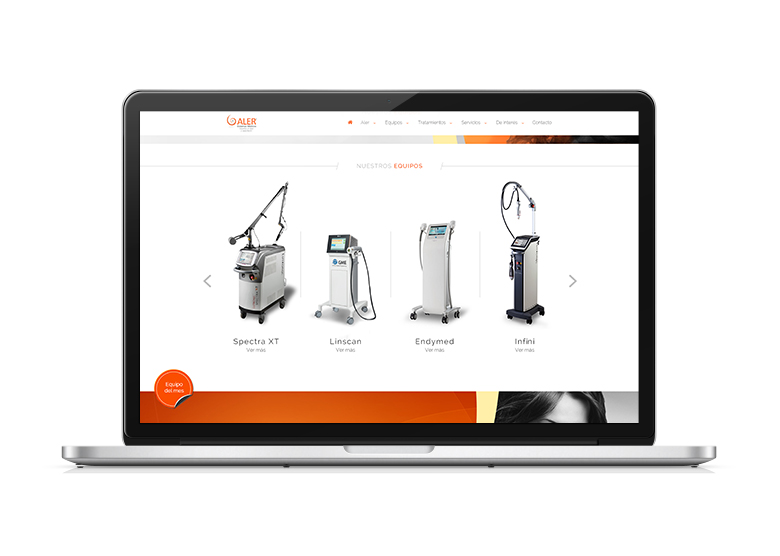 ALER
Aler Equipos Tratamientos Servicios De Interes Contacto
NUESTROS EQUIPOS
GME
Spectra XT Linscan Endymed Infini
Ver más Ver más Ver más Ver más
Equipo
del mes